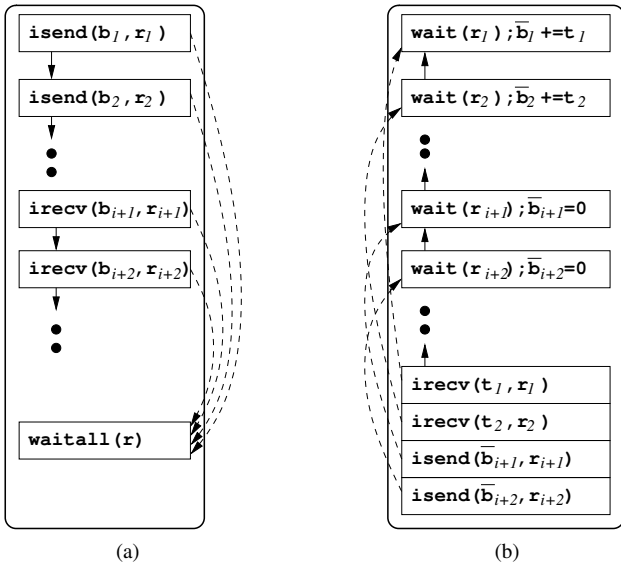 isend(b1,r1)
isend(b2,r2)
irecv(bi+1,ri+1)
irecv(bi+2,ri+2)
waitall(r)
(a)
wait(r1);b̅1+=t1
wait(r2);b̅2+=t2
wait(ri+1);b̅i+1=0
wait(ri+2);b̅i+2=0
irecv(t1,r1)
irecv(t2,r2)
isend(b̅i+1,ri+1)
isend(b̅i+2,ri+2)
(b)